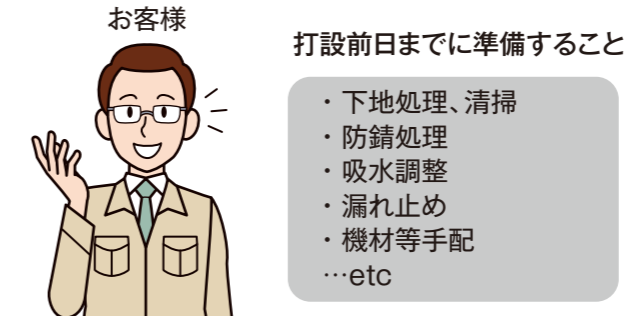 お客様
打設前日までに準備すること
・下地処理、清掃
・防錆処理
・吸水調整
・漏れ止め
・機材等手配
…etc